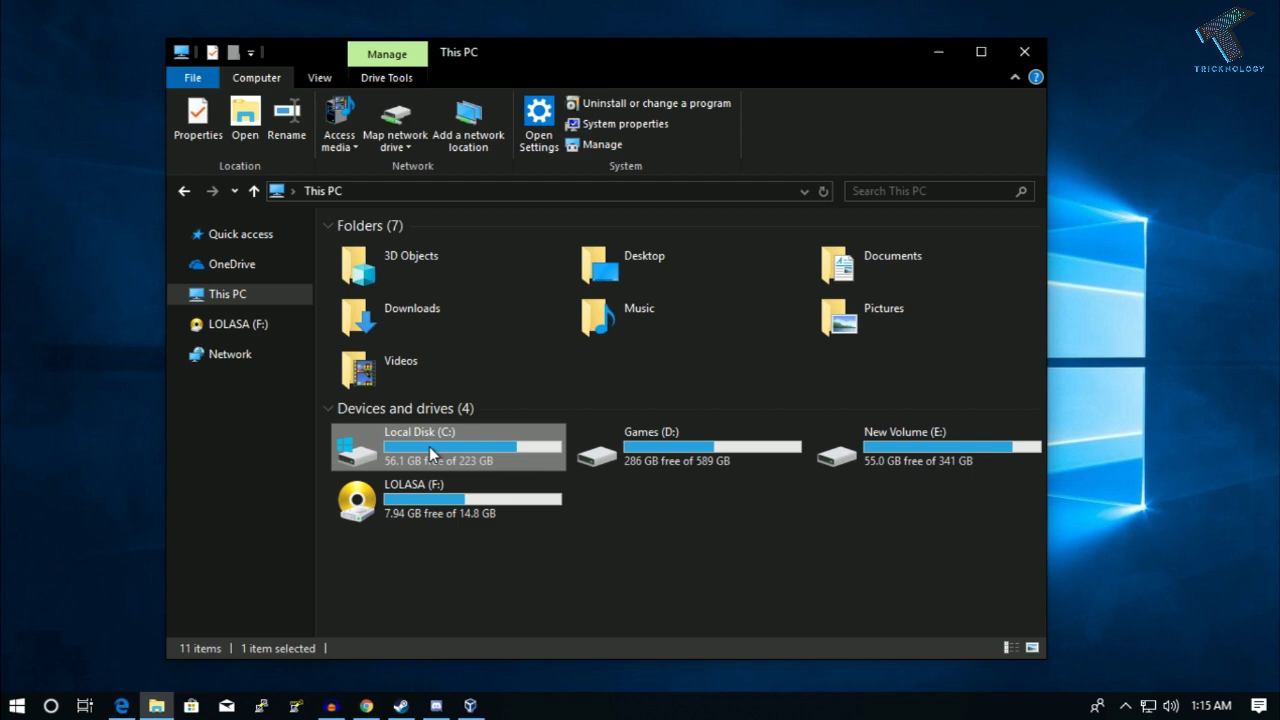 TRICKNOLOGY
Manage This PC
File Computer View Drive Tools
Properties Open Rename Access media Map network drive Add a network location Open Settings
Uninstall or change a program
System properties
Manage
Location Network System
This PC Search This PC
Quick access
OneDrive
This PC
LOLASA (F:)
Network
Folders (7)
3D Objects Desktop Documents
Downloads Music Pictures
Videos
Devices and drives (4)
Local Disk (C:) Games (D:) New Volume (E:)
56.1 GB free of 223 GB 286 GB free of 589 GB 55.0 GB free of 341 GB
LOLASA (F:)
7.94 GB free of 14.8 GB
11 items 1 item selected
1:15 AM